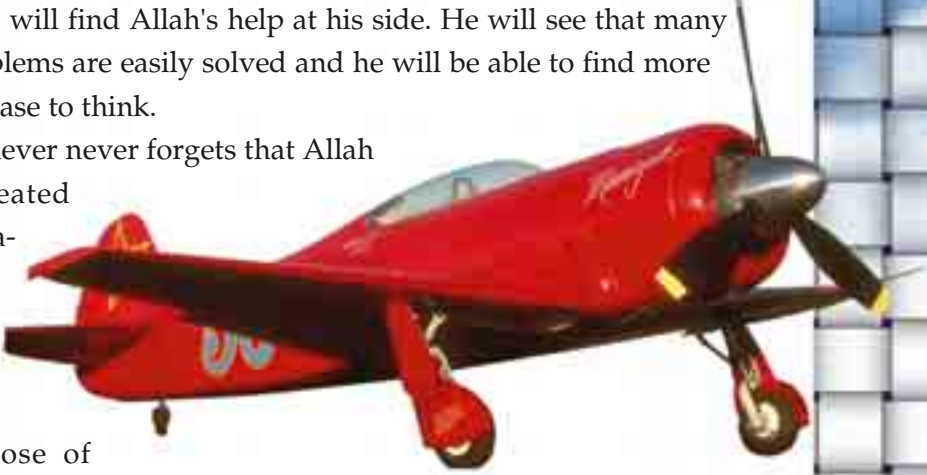 will find Allah's help at his side. He will see that many
blems are easily solved and he will be able to find more
ase to think.
never never forgets that Allah
eated
a-
ose of